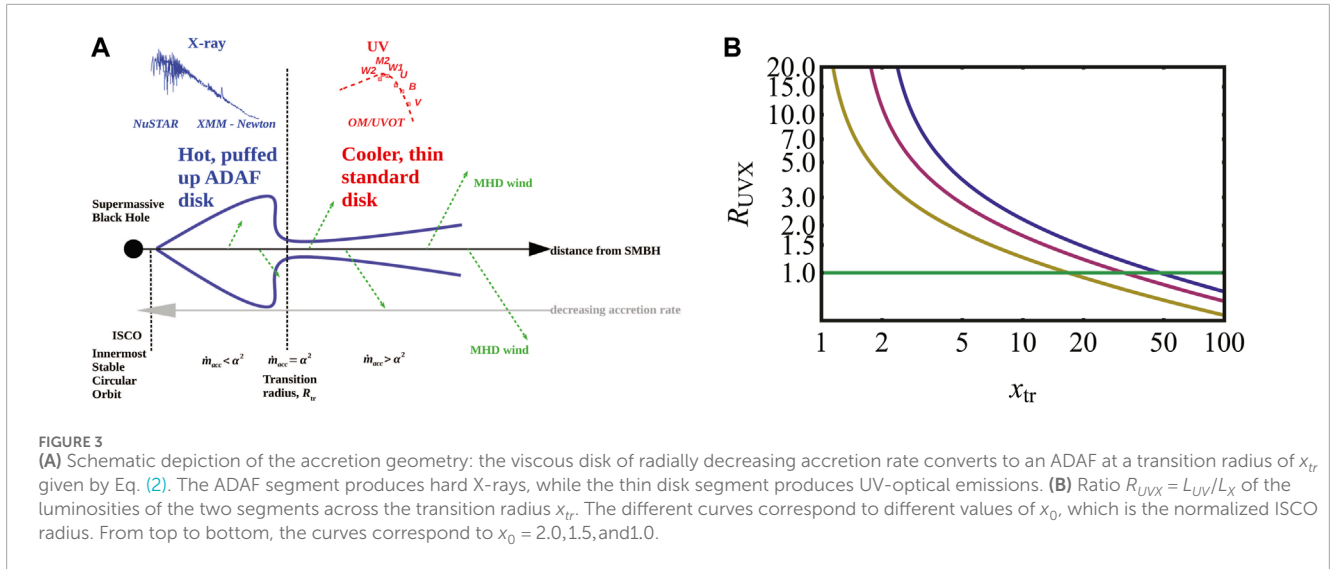 A
X-ray
NuSTAR XMM - Newton
UV
M2
W2 W1
U
B
V
OM/UVOT
Hot, puffed
up ADAF
disk
Cooler, thin
standard
disk
MHD wind
Supermassive
Black Hole
distance from SMBH
decreasing accretion rate
ISCO
Innermost
Stable
Circular
Orbit
ṁacc < α²
ṁacc = α²
Transition
radius, Rtr
ṁacc > α²
MHD wind
B
RUVX
20.0
15.0
10.0
7.0
5.0
3.0
2.0
1.5
1.0
1 2 5 10 20 50 100
xtr
FIGURE 3
(A) Schematic depiction of the accretion geometry: the viscous disk of radially decreasing accretion rate converts to an ADAF at a transition radius of xtr
given by Eq. (2). The ADAF segment produces hard X-rays, while the thin disk segment produces UV-optical emissions. (B) Ratio RUVX = LUV/LX of the
luminosities of the two segments across the transition radius xtr. The different curves correspond to different values of x0, which is the normalized ISCO
radius. From top to bottom, the curves correspond to x0 = 2.0,1.5,and1.0.